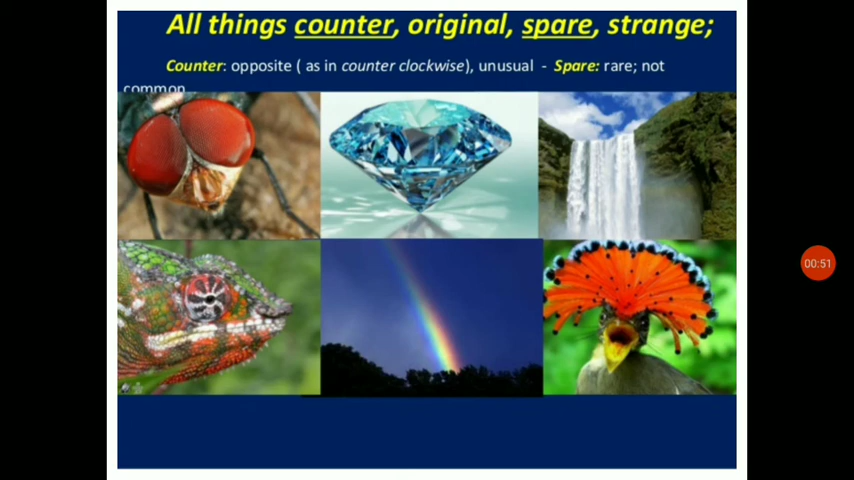 All things counter, original, spare, strange;
Counter: opposite ( as in counter clockwise), unusual - Spare: rare; not
common
00:51